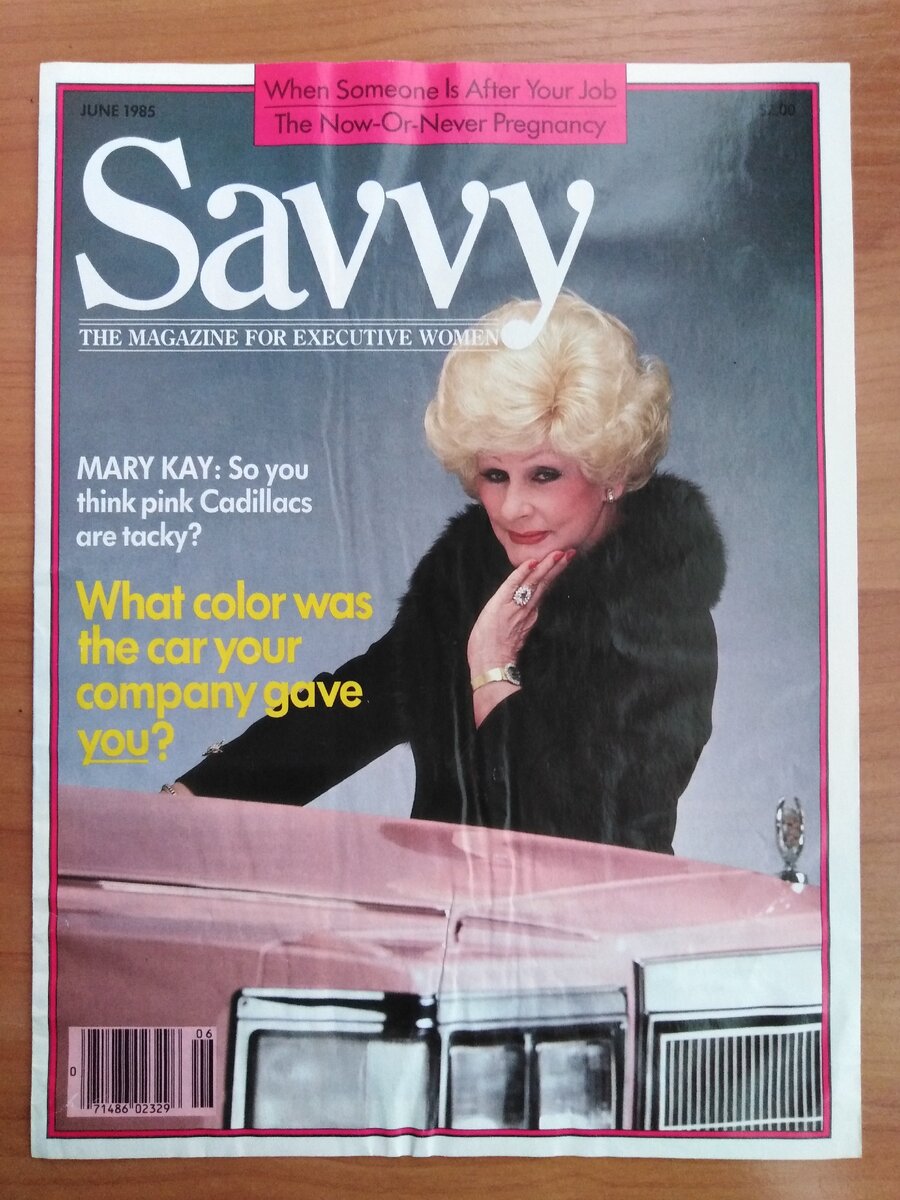 When Someone Is After Your Job
The Now-Or-Never Pregnancy
JUNE 1985
$2.00
Savvy
THE MAGAZINE FOR EXECUTIVE WOMEN
MARY KAY: So you
think pink Cadillacs
are tacky?
What color was
the car your
company gave
you?
06
0
71486 02329